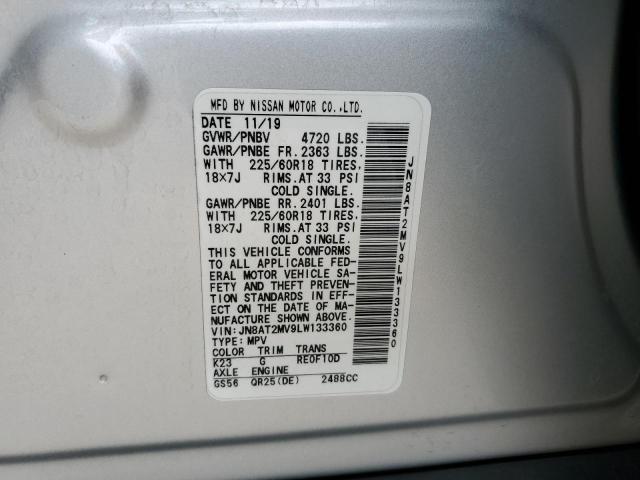 MFD BY NISSAN MOTOR CO.,LTD.
DATE 11/19
GVWR/PNBV 4720 LBS.
GAWR/PNBE FR. 2363 LBS.
WITH 225/60R18 TIRES,
18×7J RIMS.AT 33 PSI
COLD SINGLE.
GAWR/PNBE RR. 2401 LBS.
WITH 225/60R18 TIRES,
18×7J RIMS.AT 33 PSI
COLD SINGLE.
THIS VEHICLE CONFORMS
TO ALL APPLICABLE FED-
ERAL MOTOR VEHICLE SA-
FETY AND THEFT PREVEN-
TION STANDARDS IN EFF-
ECT ON THE DATE OF MA-
NUFACTURE SHOWN ABOVE.
VIN: JN8AT2MV9LW133360
TYPE: MPV
COLOR TRIM TRANS
K23 G RE0F10D
AXLE ENGINE
GS56 QR25(DE) 2488CC
JN8AT2MV9LW133360